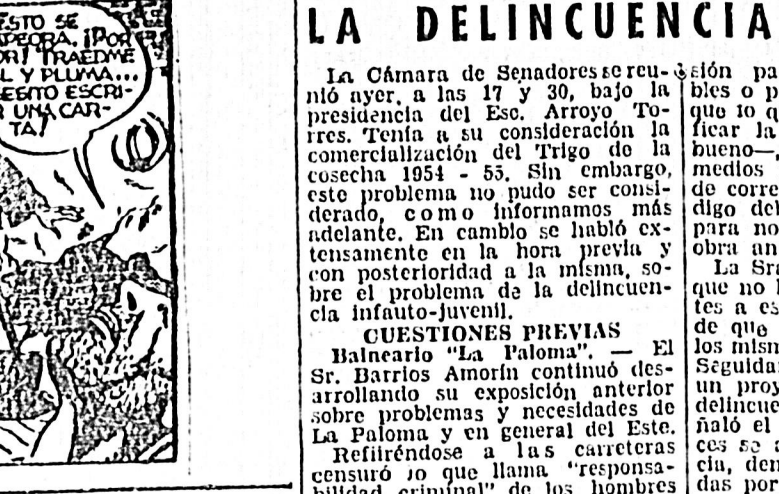 ESTO SE
¡POR
TRAEDME
Y PLUMA...
ESCRI-
UNA CAR-
TA!
LA DELINCUENCIA
La Cámara de Senadores se reu-
nió ayer, a las 17 y 30, bajo la
presidencia del Esc. Arroyo To-
rres. Tenía a su consideración la
comercialización del Trigo de la
cosecha 1954 - 55. Sin embargo,
este problema no pudo ser consi-
derado, como informamos más
adelante. En cambio se habló ex-
tensamente en la hora previa y
con posterioridad a la misma, so-
bre el problema de la delincuen-
cia infauto-juvenil.
CUESTIONES PREVIAS
Balneario "La Paloma". — El
Sr. Barrios Amorín continuó des-
arrollando su exposición anterior
sobre problemas y necesidades de
La Paloma y en general del Este.
Refiiréndose a las carreteras
censuró lo que llama "responsa-
bilidad criminal" de los hombres
sión pa
bles o p
que lo q
ficar la
bueno—,
medios
de corre
digo del
para no
obra an
La Sra
que no l
tes a es
de que
los mism
Seguida
un proy
delincue
ñaló el
ces se a
cia, den
das por